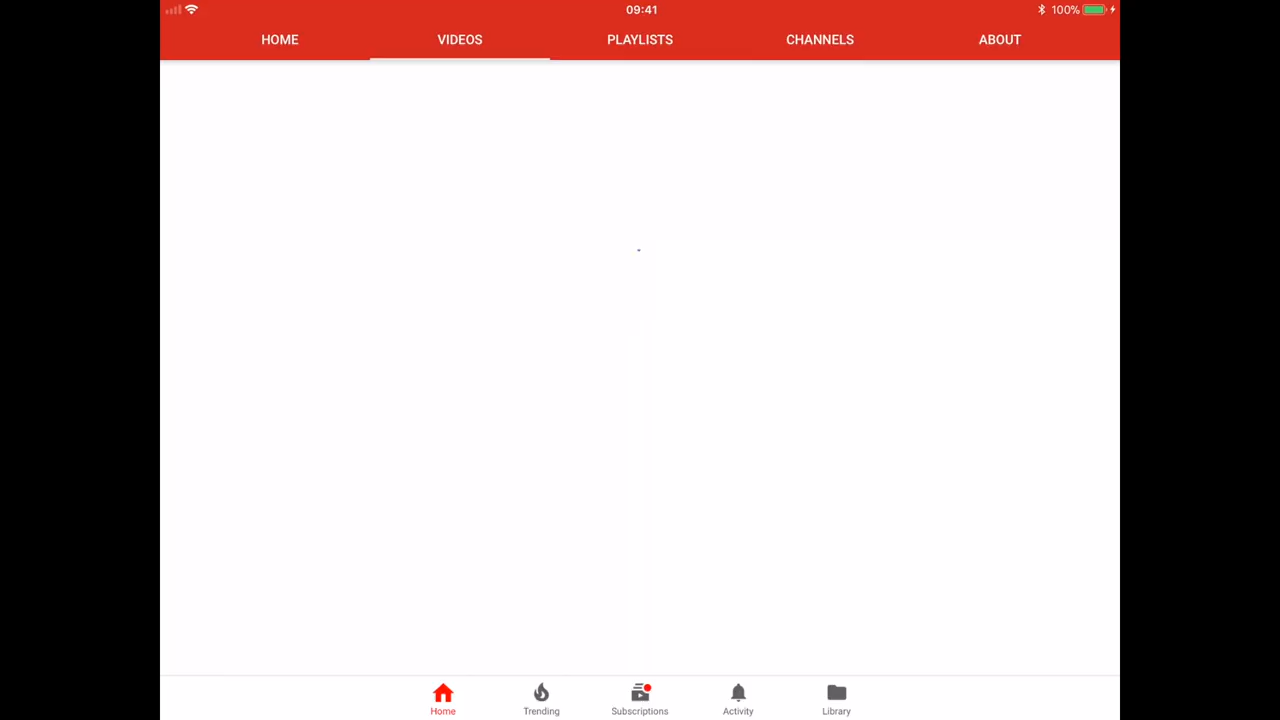 09:41
100%
HOME VIDEOS PLAYLISTS CHANNELS ABOUT
Home Trending Subscriptions Activity Library